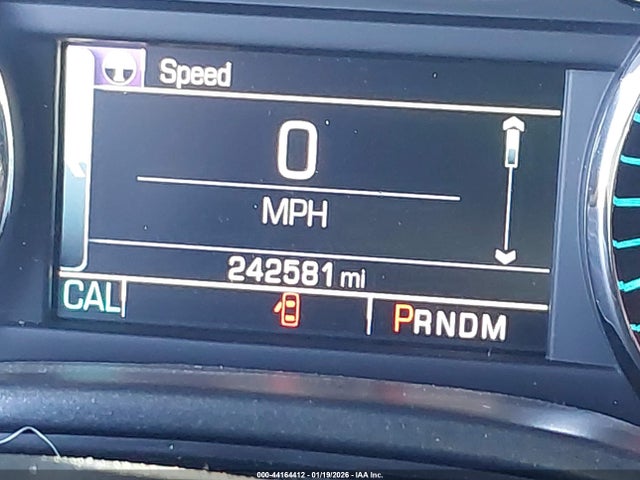 Speed
0
MPH
242581 mi
CAL
PRNDM
000-44164412 - 01/19/2026 - IAA Inc.